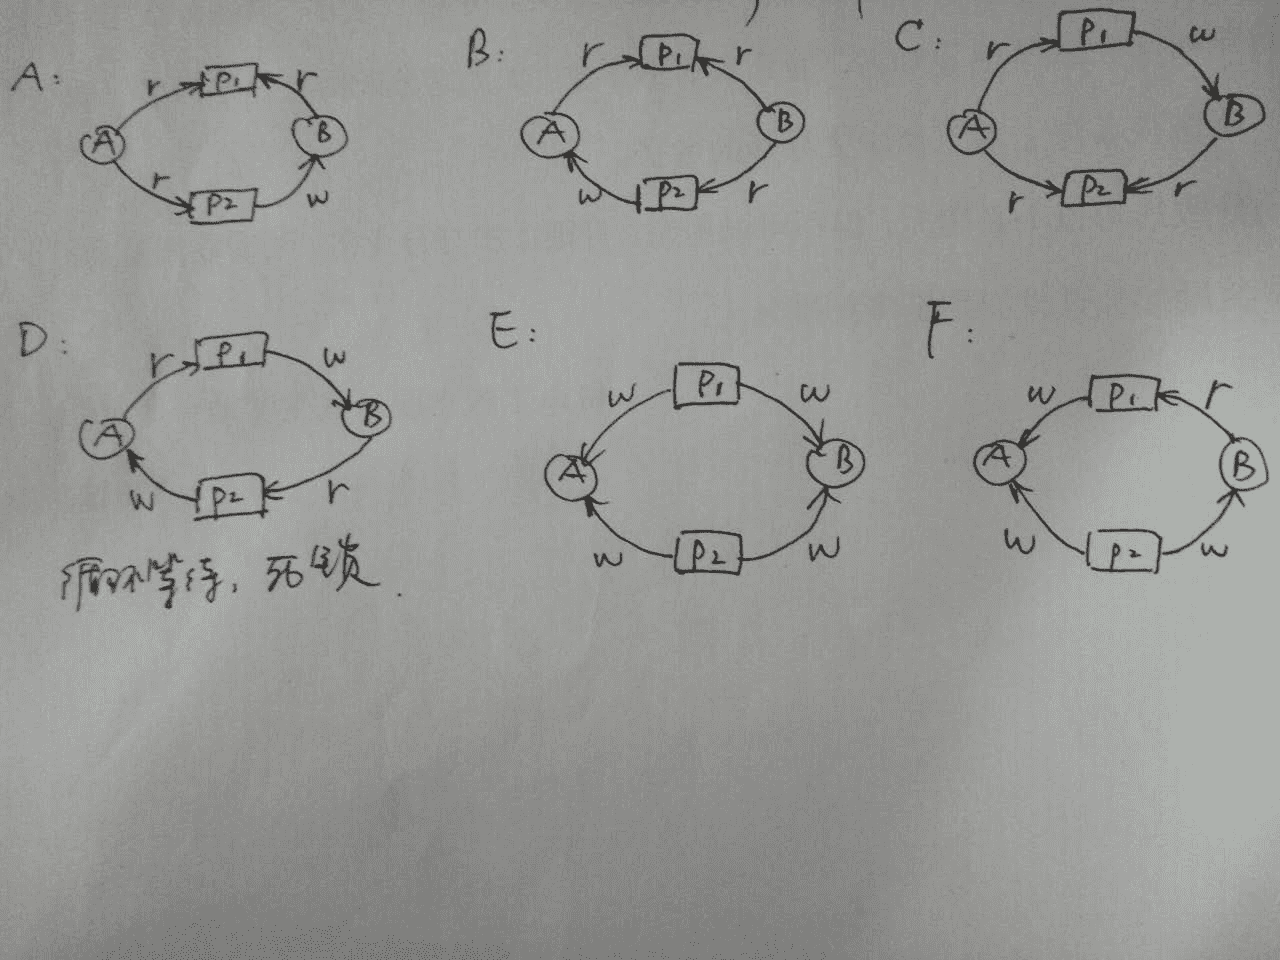 A:
r P1 r
A B
r P2 w
B:
r P1 r
A B
w P2 r
C:
r P1 w
A B
r P2 r
D:
r P1 w
A B
w P2 r
循环等待，死锁.
E:
w P1 w
A B
w P2 w
F:
w P1 r
A B
w P2 w